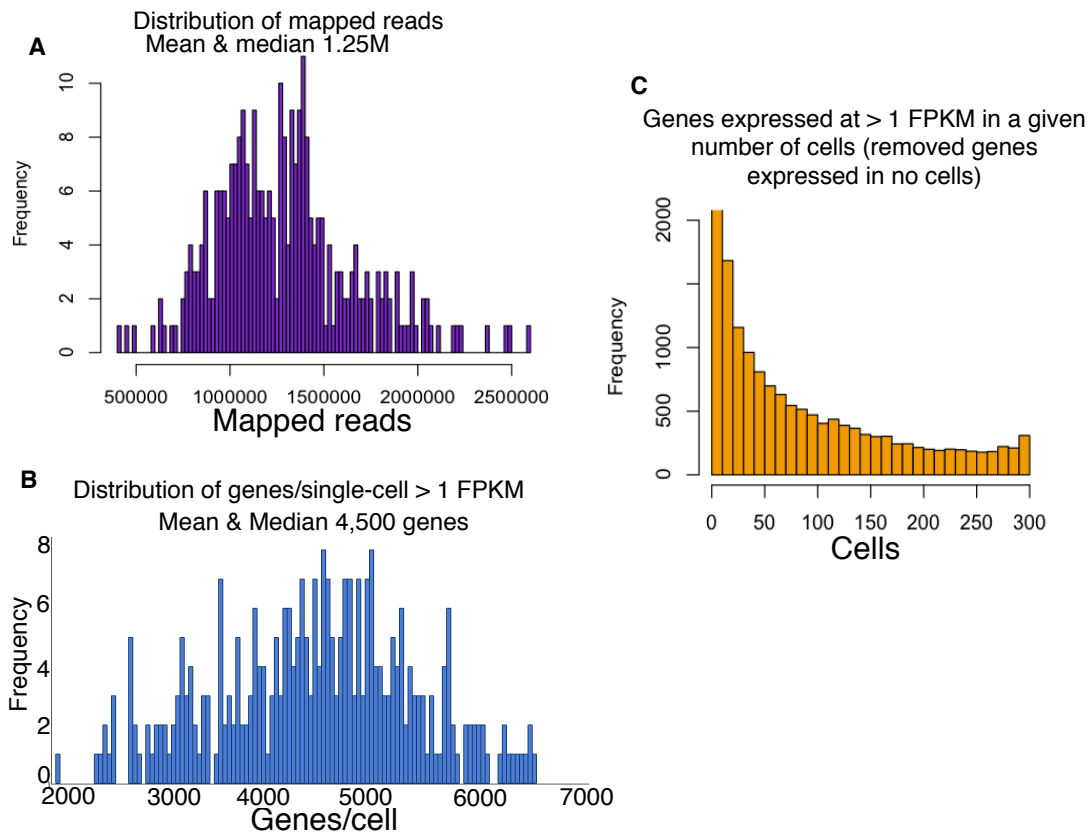 A
Distribution of mapped reads
Mean & median 1.25M
Frequency
10
8
6
4
2
0
500000 1000000 1500000 2000000 2500000
Mapped reads
B
Distribution of genes/single-cell > 1 FPKM
Mean & Median 4,500 genes
Frequency
8
6
4
2
0
2000 3000 4000 5000 6000 7000
Genes/cell
C
Genes expressed at > 1 FPKM in a given
number of cells (removed genes
expressed in no cells)
Frequency
2000
1000
500
0
0 50 100 150 200 250 300
Cells